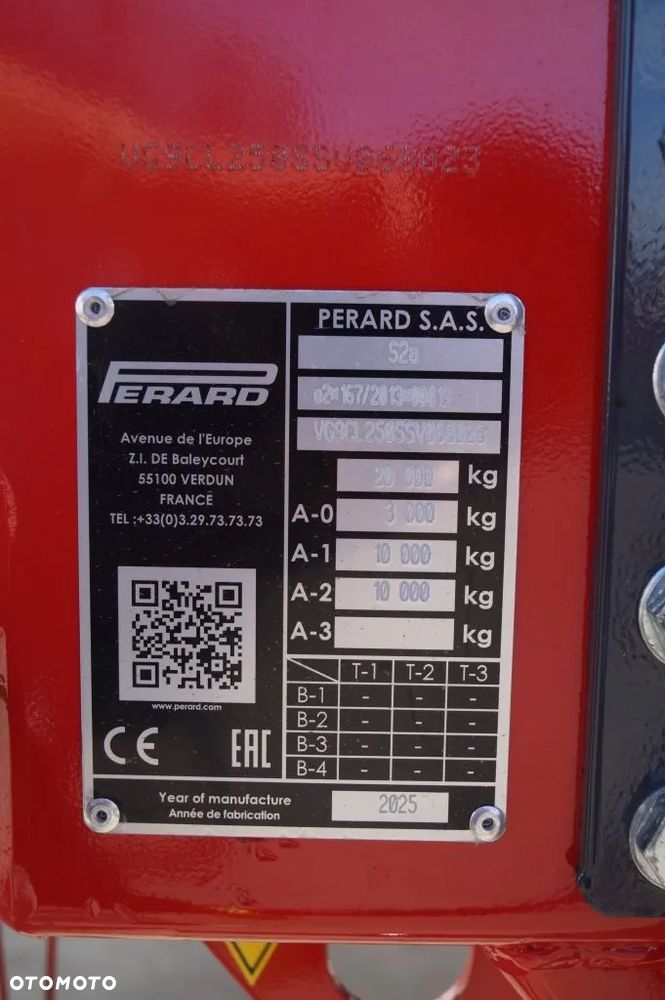 PERARD
Avenue de l'Europe
Z.I. DE Baleycourt
55100 VERDUN
FRANCE
TEL :+33(0)3.29.73.73.73
www.perard.com
CE EAC
PERARD S.A.S.
S2a
kg
A-0 3 000 kg
A-1 10 000 kg
A-2 10 000 kg
A-3 kg
T-1 T-2 T-3
B-1 - - -
B-2 - - -
B-3 - - -
B-4 - - -
Year of manufacture 2025
Année de fabrication
OTOMOTO